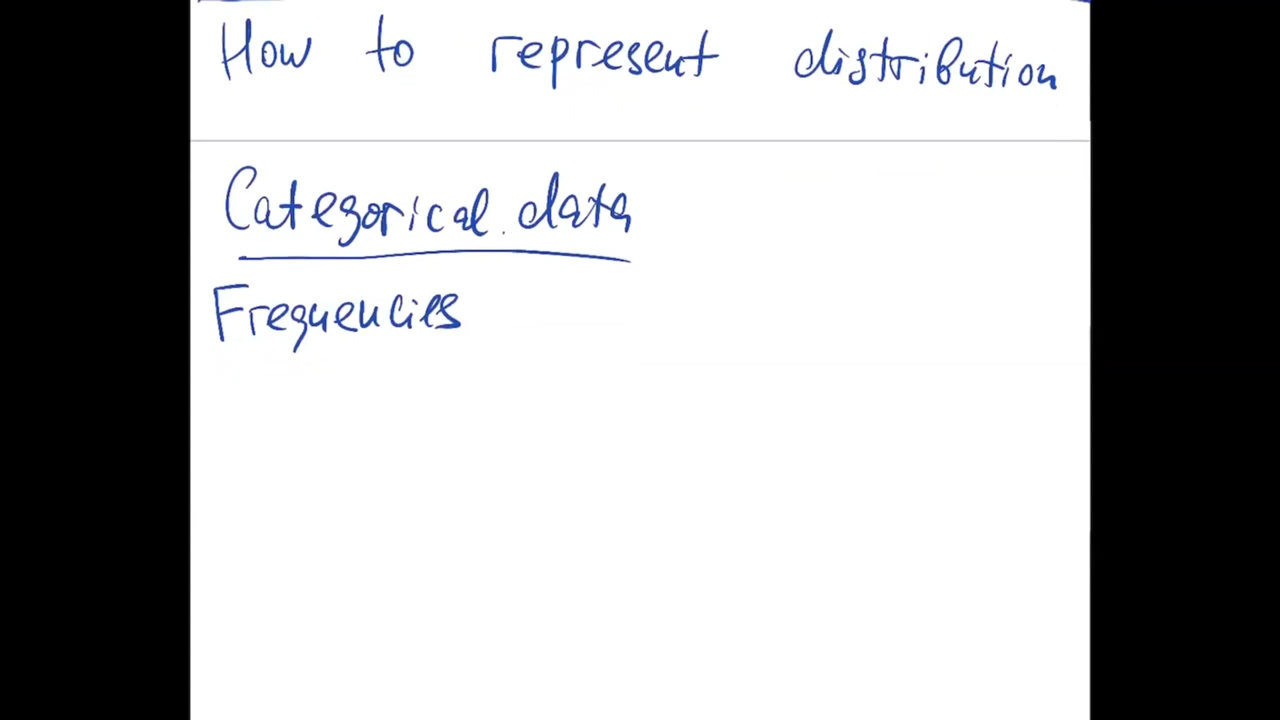 How to represent distribution
Categorical data
Frequencies